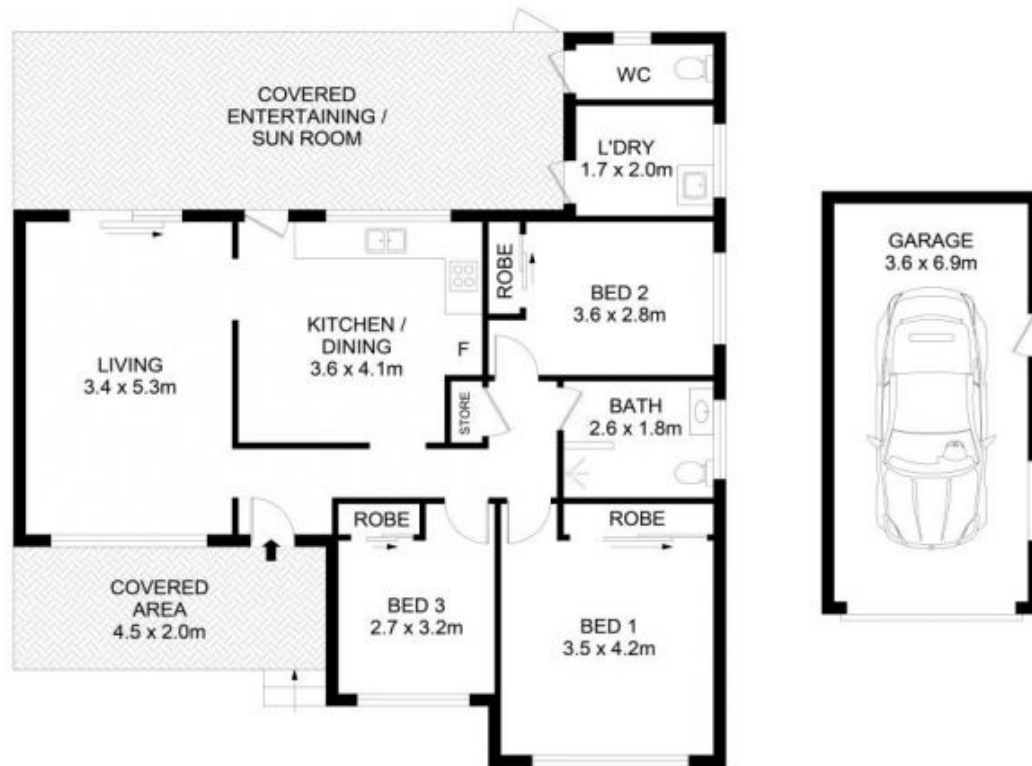 COVERED
ENTERTAINING /
SUN ROOM
WC
L'DRY
1.7 x 2.0m
GARAGE
3.6 x 6.9m
ROBE
BED 2
3.6 x 2.8m
KITCHEN /
DINING
3.6 x 4.1m
F
LIVING
3.4 x 5.3m
STORE
BATH
2.6 x 1.8m
ROBE
ROBE
COVERED
AREA
4.5 x 2.0m
BED 3
2.7 x 3.2m
BED 1
3.5 x 4.2m